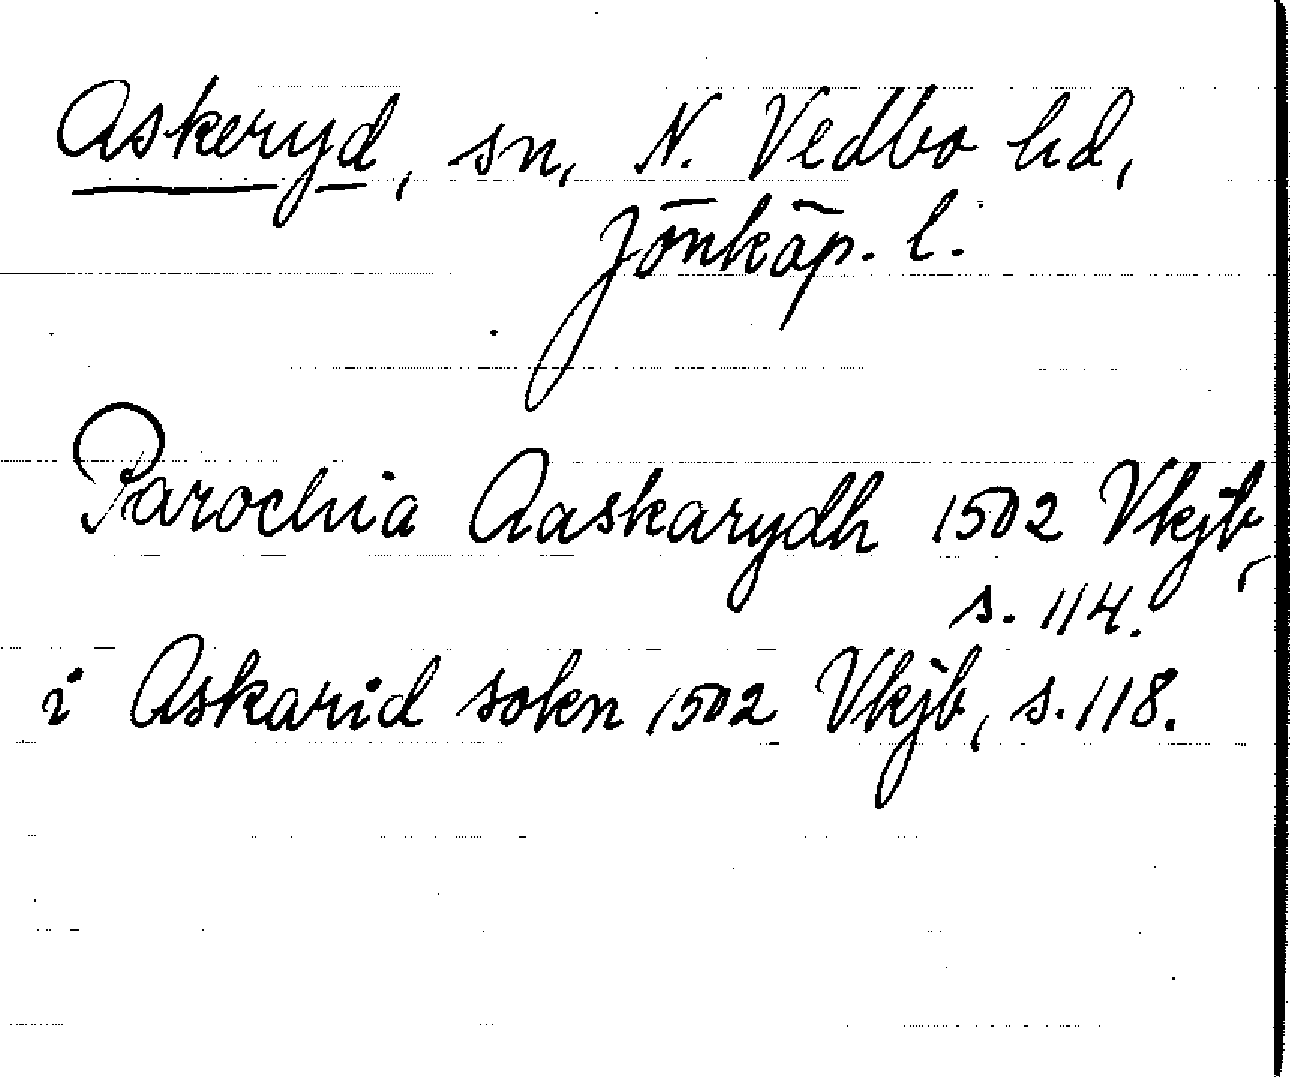 Askeryd, sn, N. Vedbo hd,
Jönköp. l.
Parochia Aaskarydh 1502 Vkjb,
s. 114.
i Askarid sokn 1502 Vkjb, s. 118.